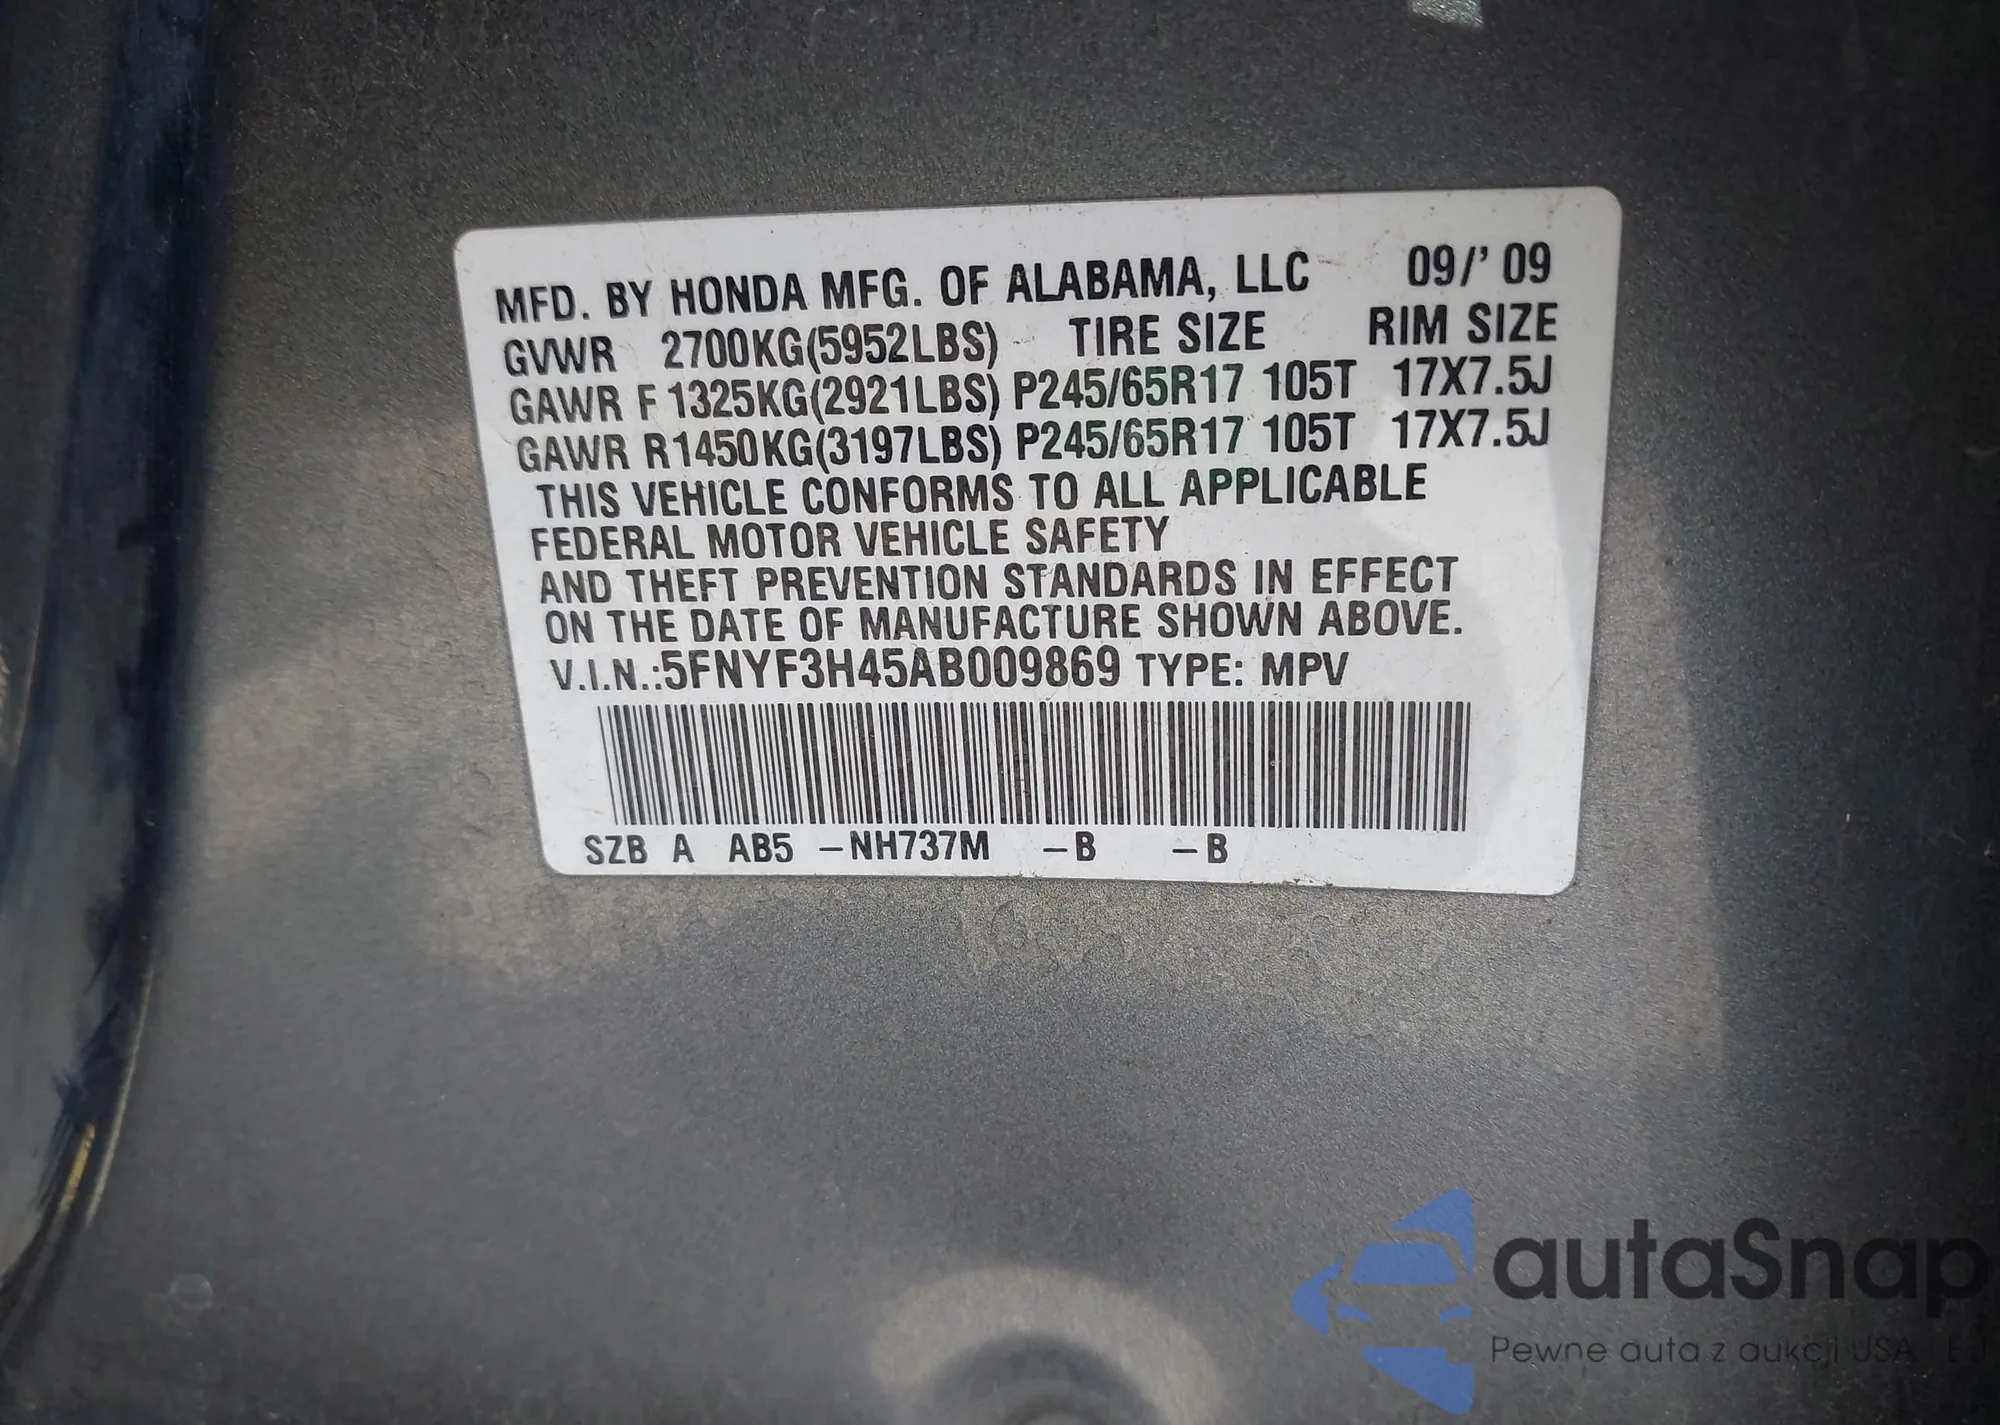 MFD. BY HONDA MFG. OF ALABAMA, LLC 09/'09
GVWR 2700KG(5952LBS) TIRE SIZE RIM SIZE
GAWR F 1325KG(2921LBS) P245/65R17 105T 17X7.5J
GAWR R 1450KG(3197LBS) P245/65R17 105T 17X7.5J
THIS VEHICLE CONFORMS TO ALL APPLICABLE
FEDERAL MOTOR VEHICLE SAFETY
AND THEFT PREVENTION STANDARDS IN EFFECT
ON THE DATE OF MANUFACTURE SHOWN ABOVE.
V.I.N.:5FNYF3H45AB009869 TYPE: MPV
SZB A AB5 -NH737M -B -B
autaSnap
Pewne auta z aukcji USA i EU